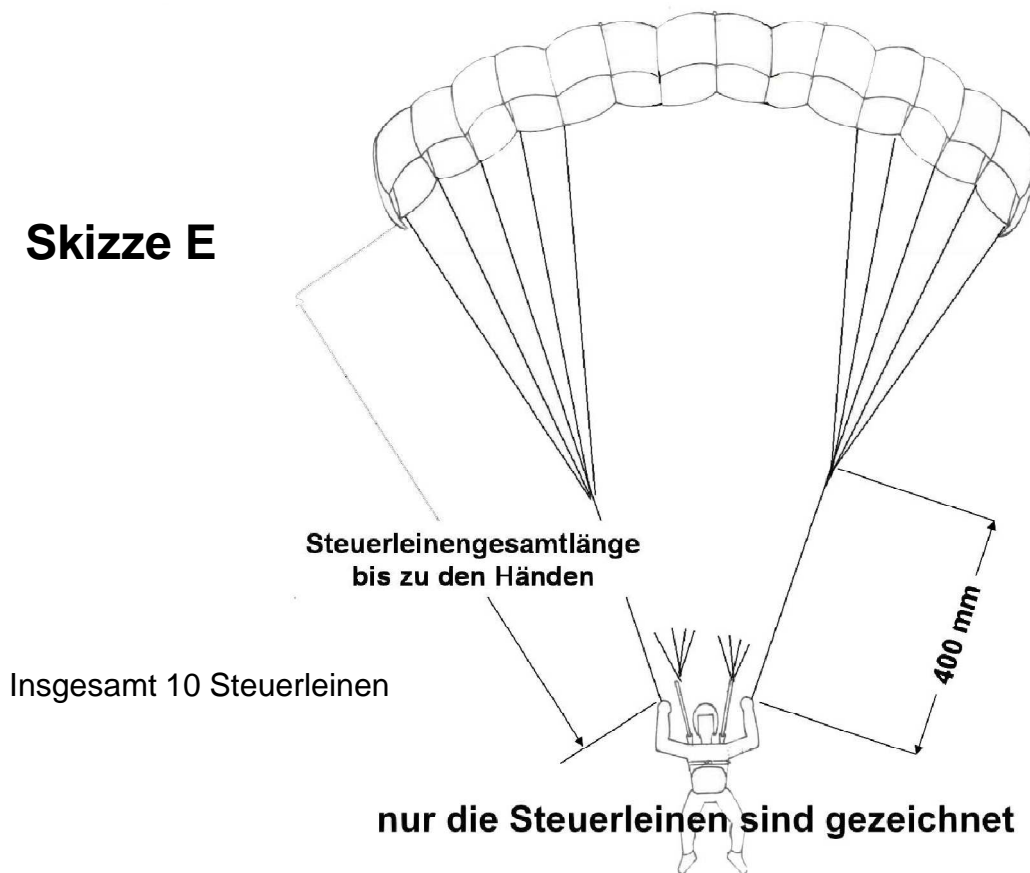 Skizze E
Steuerleinengesamtlänge
bis zu den Händen
400 mm
Insgesamt 10 Steuerleinen
nur die Steuerleinen sind gezeichnet